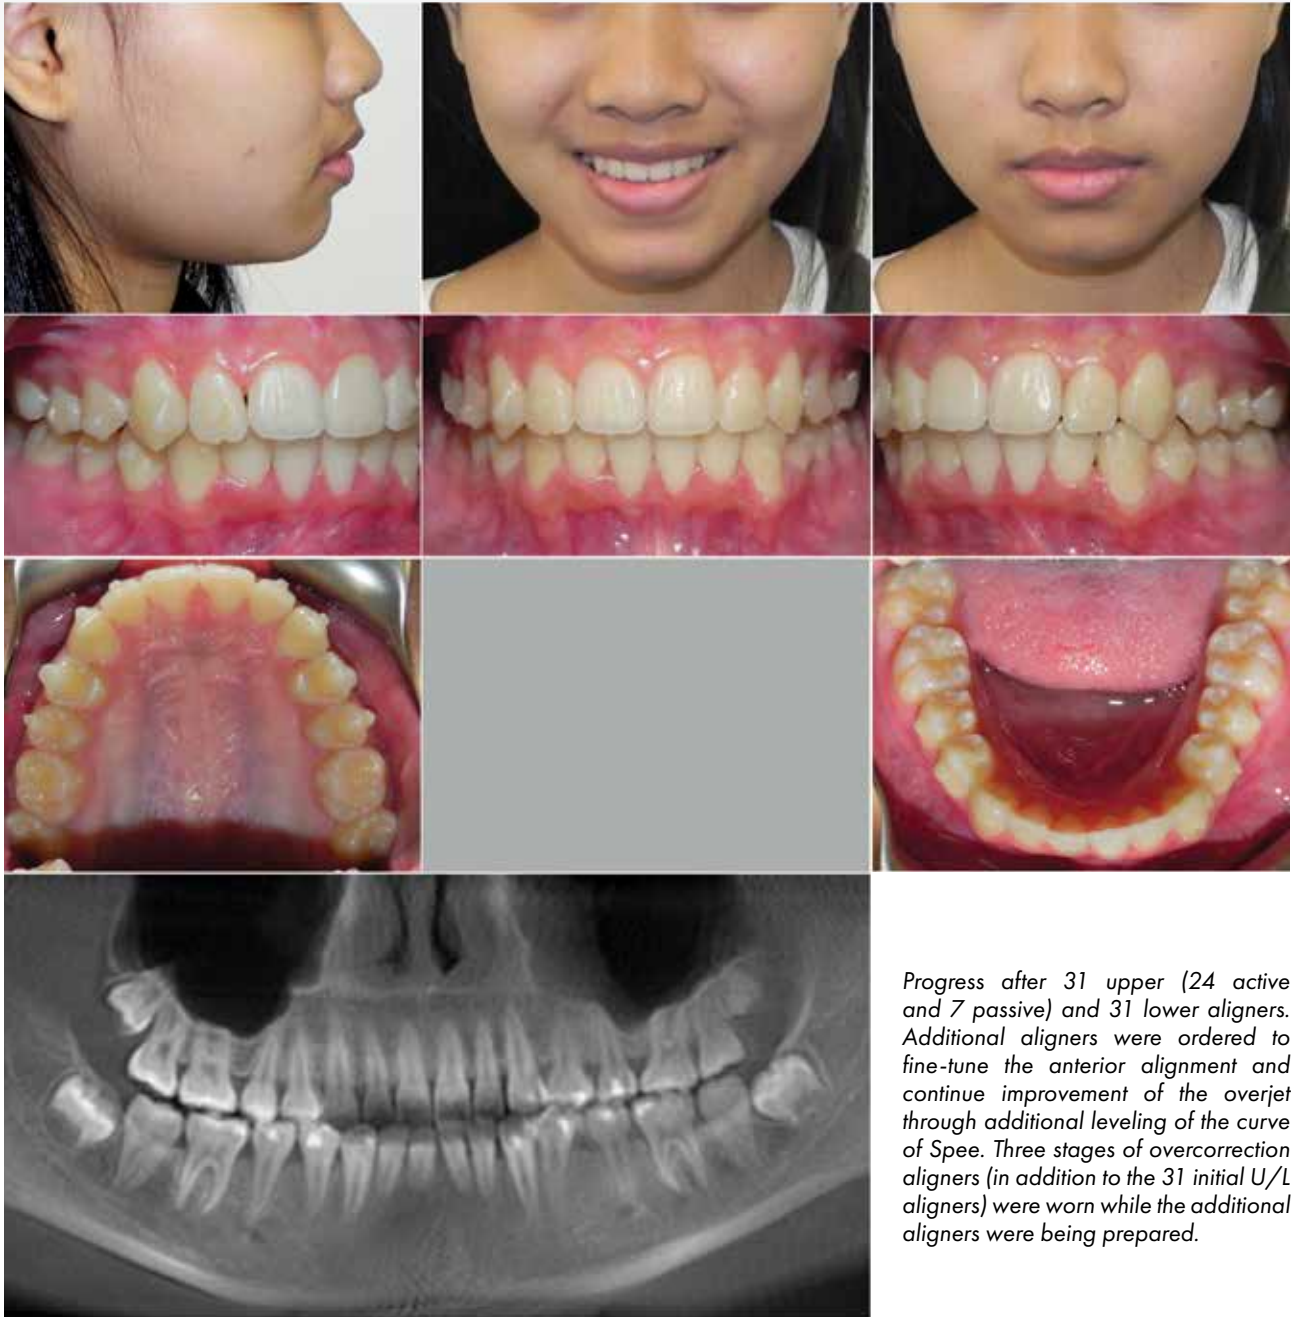 Progress after 31 upper (24 active
and 7 passive) and 31 lower aligners.
Additional aligners were ordered to
fine-tune the anterior alignment and
continue improvement of the overjet
through additional leveling of the curve
of Spee. Three stages of overcorrection
aligners (in addition to the 31 initial U/L
aligners) were worn while the additional
aligners were being prepared.